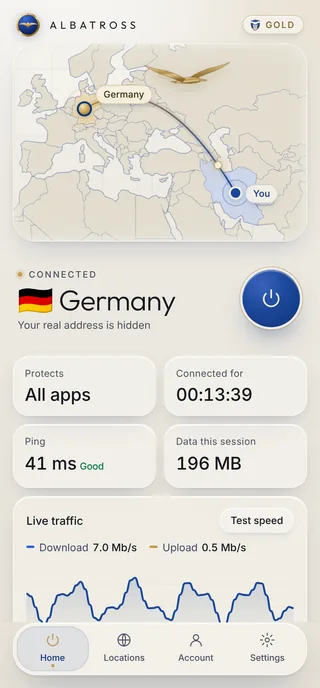 ALBATROSS
GOLD
Germany
You
CONNECTED
Germany
Your real address is hidden
Protects
All apps
Connected for
00:13:39
Ping
41 ms Good
Data this session
196 MB
Live traffic
Test speed
Download 7.0 Mb/s Upload 0.5 Mb/s
Home Locations Account Settings